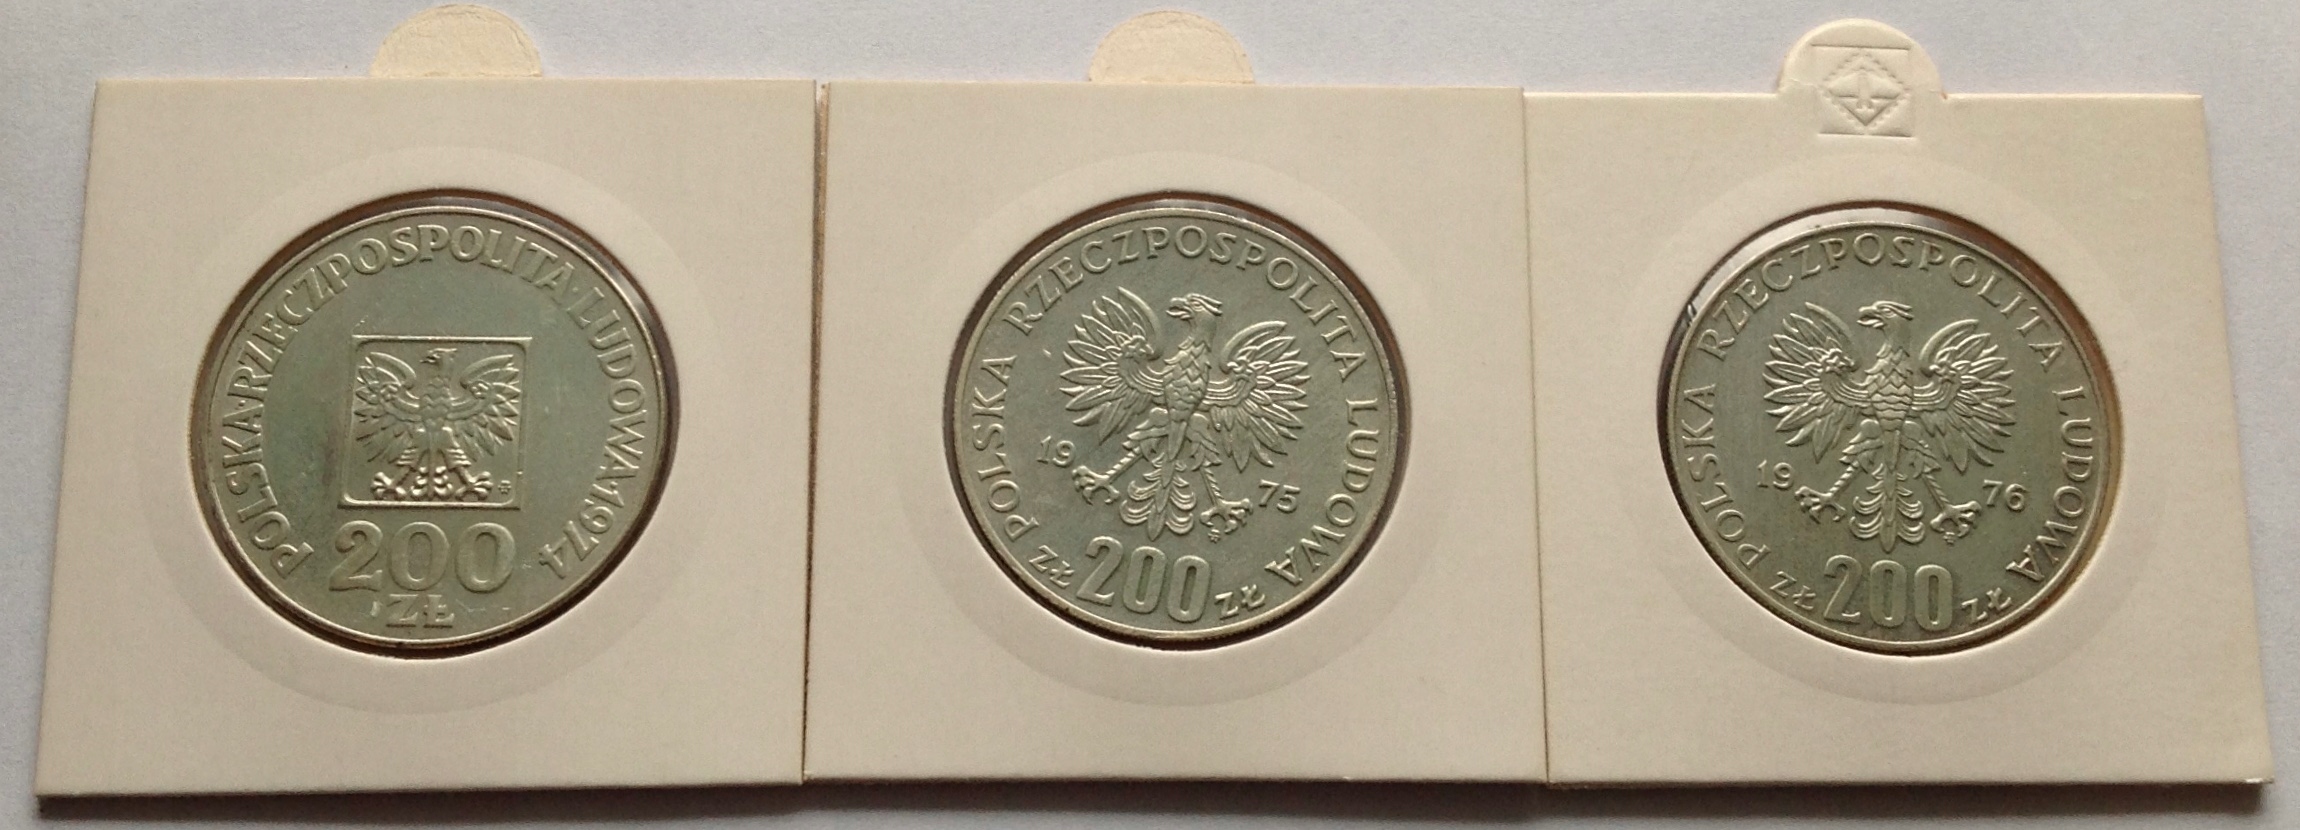 POLSKA·RZECZPOSPOLITA·LUDOWA·1974
200
ZŁ
POLSKA RZECZPOSPOLITA LUDOWA
19 75
ZŁ 200 ZŁ
POLSKA RZECZPOSPOLITA LUDOWA
19 76
ZŁ 200 ZŁ